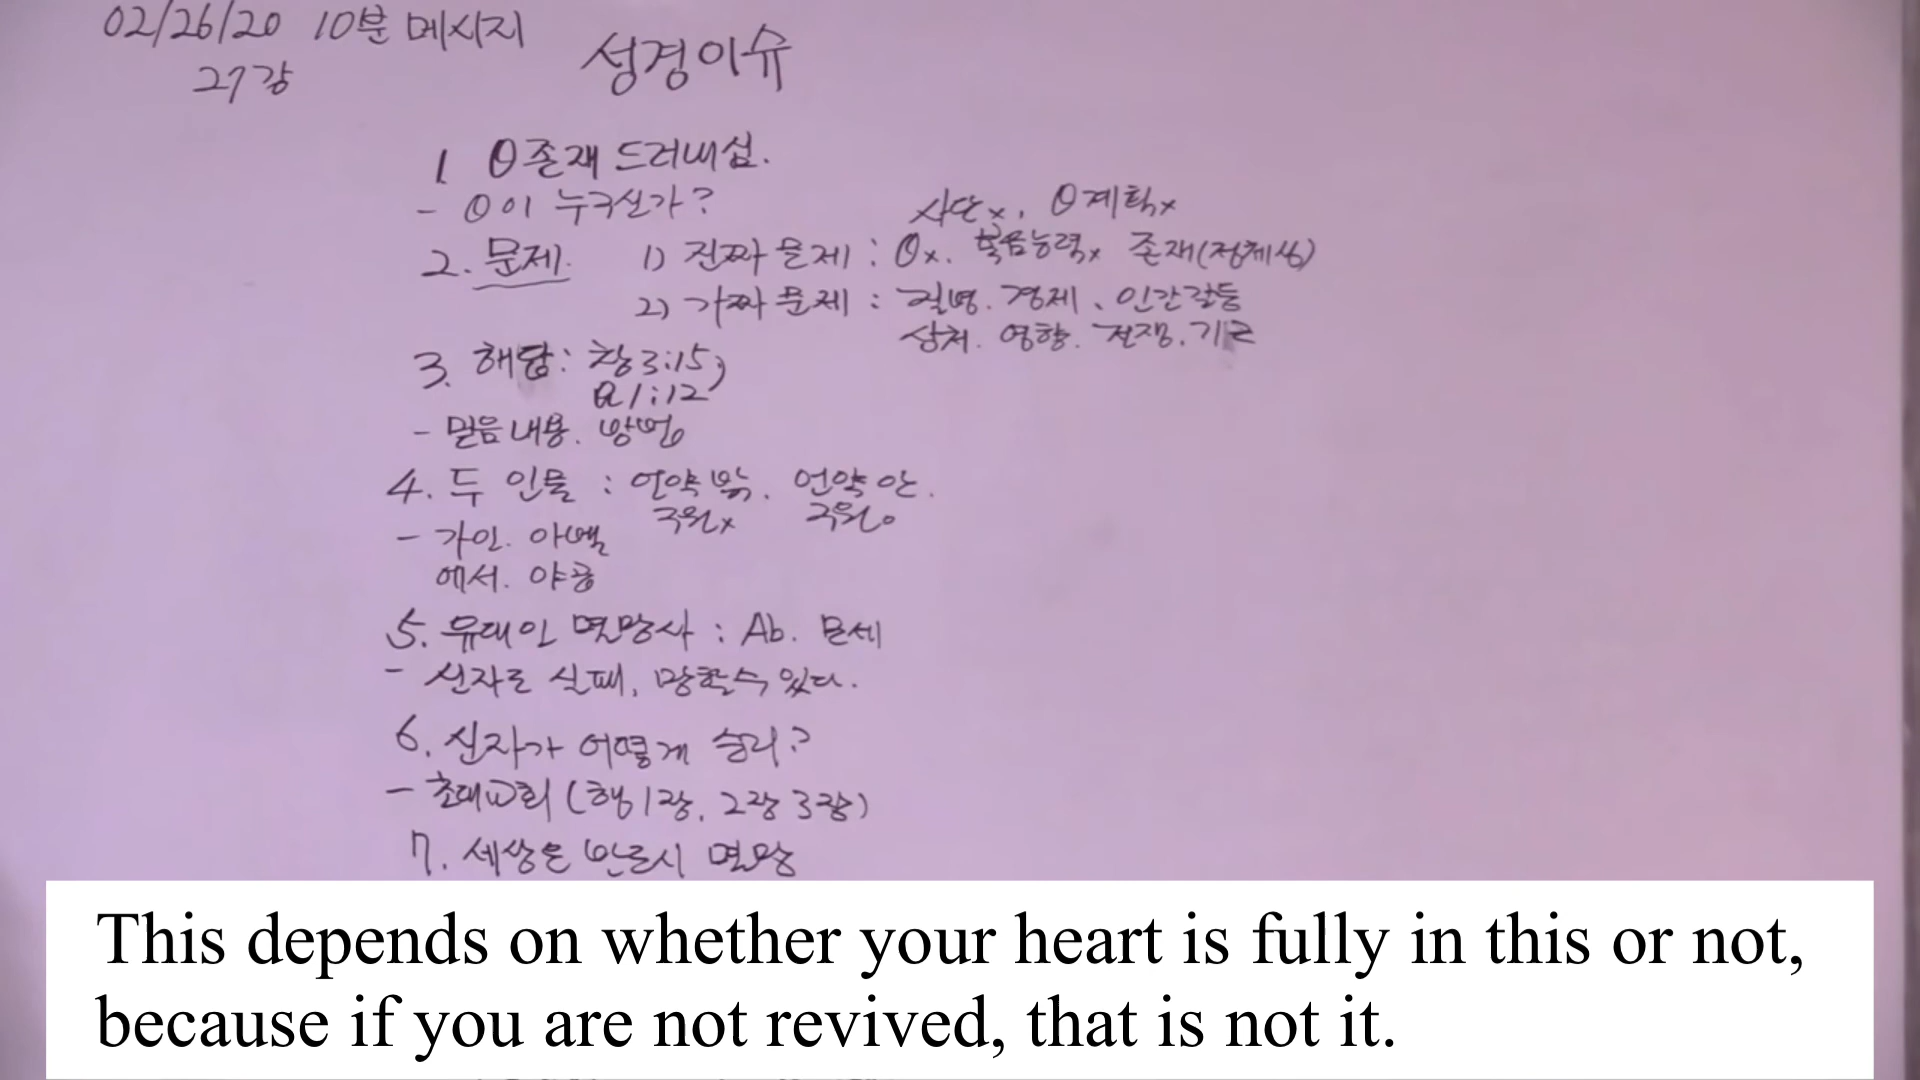 02/26/20 10분 메시지
27강
성경이슈
1. θ존재 드러내심.
- θ이 누구신가?
사단x. θ계획x
2. 문제. 1) 진짜 문제 : θx. 복음능력x 존재(정체성)
2) 가짜 문제 : 질병. 경제、인간갈등
상처. 영향. 전쟁. 기근
3. 해답 : 창3:15,
요1:12
- 믿음내용. 방법
4. 두 인물 : 언약 밖. 언약 안.
구원x 구원o
- 가인. 아벨
에서. 야곱
5. 유대인 멸망사 : Ab. 모세
- 신자도 실패, 망할수 있다.
6. 신자가 어떻게 승리?
- 초대교회 (행1장, 2장 3장)
7. 세상은 반드시 멸망
This depends on whether your heart is fully in this or not,
because if you are not revived, that is not it.